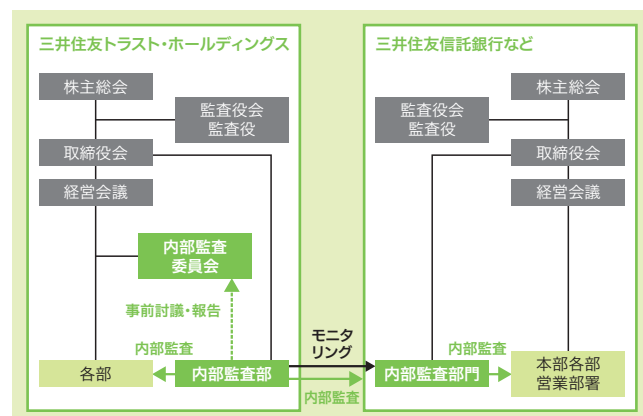 三井住友トラスト・ホールディングス
株主総会
監査役会
監査役
取締役会
経営会議
内部監査
委員会
事前討議・報告
内部監査
各部
内部監査部
モニタ
リング
内部監査
三井住友信託銀行など
株主総会
監査役会
監査役
取締役会
経営会議
内部監査部門
内部監査
本部各部
営業部署